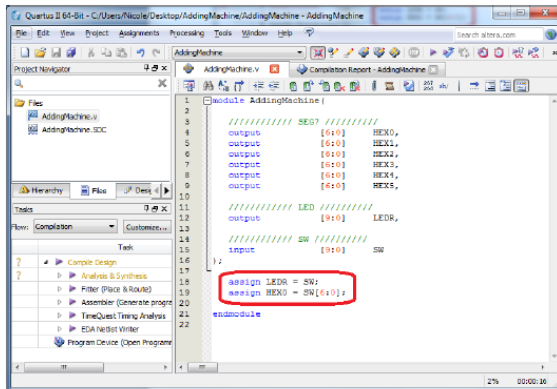 Quartus II 64-Bit - C:/Users/Nicole/Desktop/AddingMachine/AddingMachine - AddingMachine
File Edit View Project Assignments Processing Tools Window Help
Search altera.com
AddingMachine
Project Navigator
AddingMachine.v
Compilation Report - AddingMachine
Files
AddingMachine.v
AddingMachine.SDC
Hierarchy Files
Tasks
Flow: Compilation Customize...
Task
Compile Design
Analysis & Synthesis
Fitter (Place & Route)
Assembler (Generate progra
TimeQuest Timing Analysis
EDA Netlist Writer
Program Device (Open Programm
1 module AddingMachine(
2
3 //////////// SEG7 //////////
4 output [6:0] HEX0,
5 output [6:0] HEX1,
6 output [6:0] HEX2,
7 output [6:0] HEX3,
8 output [6:0] HEX4,
9 output [6:0] HEX5,
10
11 //////////// LED //////////
12 output [9:0] LEDR,
13
14 //////////// SW //////////
15 input [9:0] SW
16 );
17
18 assign LEDR = SW;
19 assign HEX0 = SW[6:0];
20
21 endmodule
22
2% 00:00:16